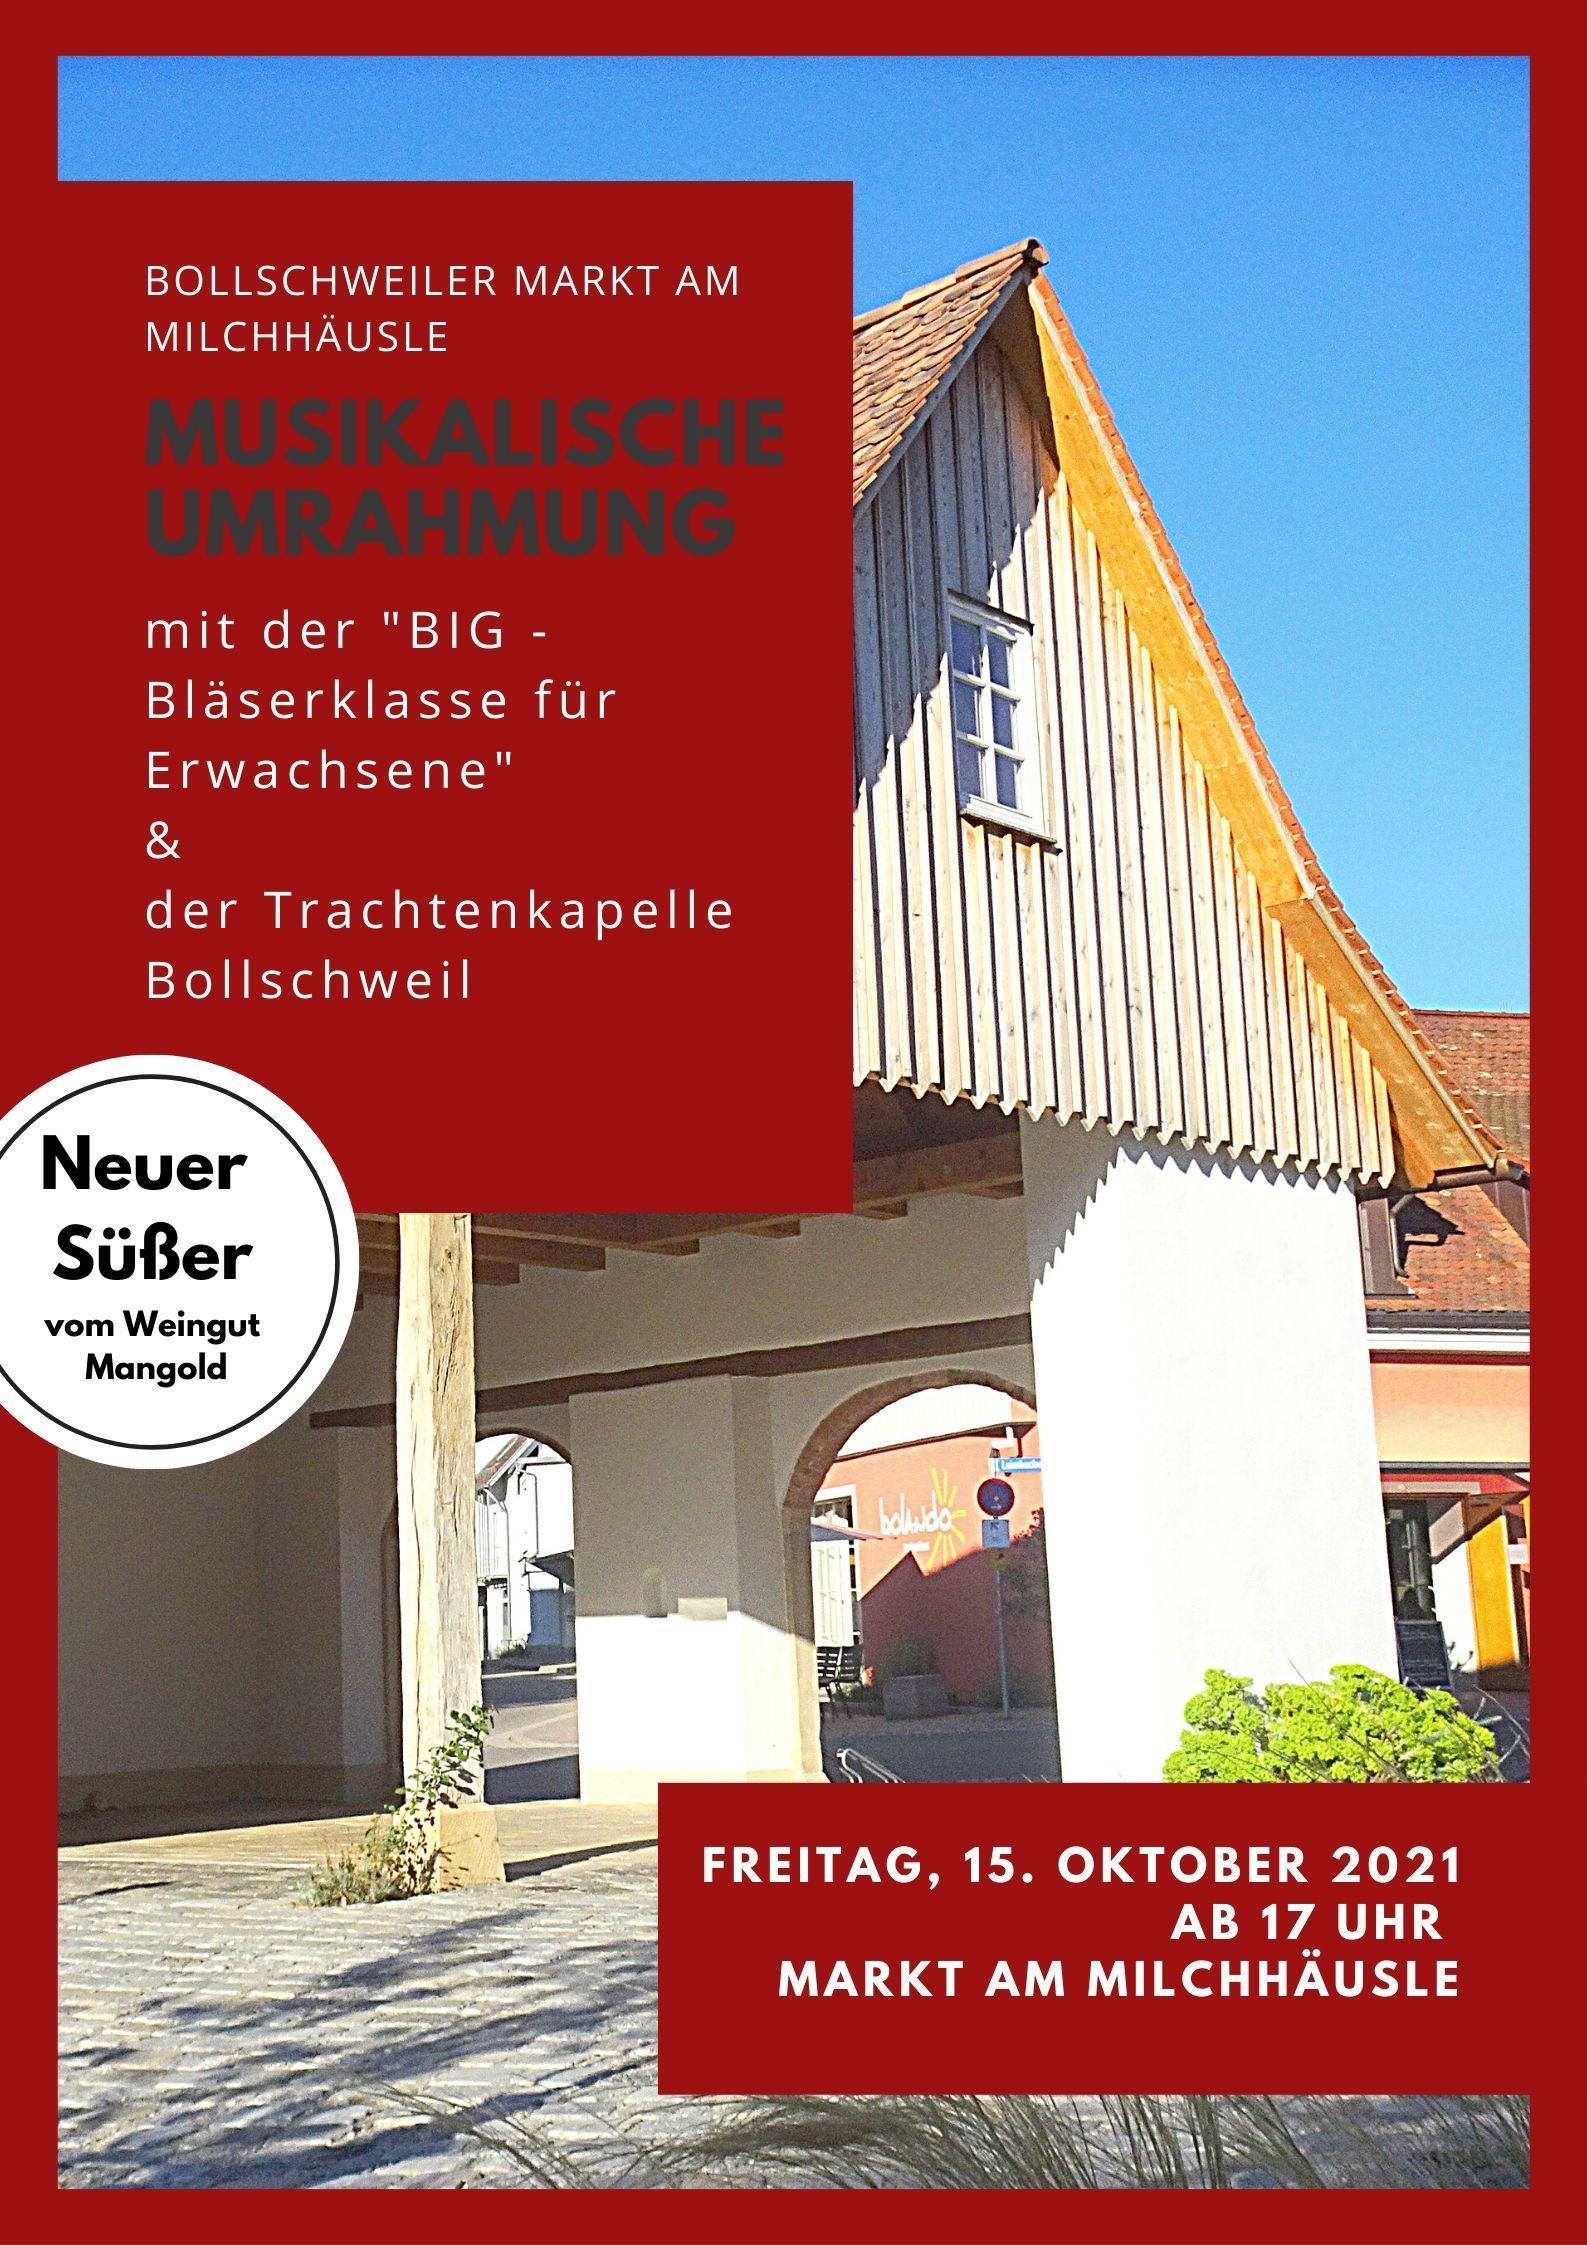 BOLLSCHWEILER MARKT AM
MILCHHÄUSLE
MUSIKALISCHE
UMRAHMUNG
mit der "BIG -
Bläserklasse für
Erwachsene"
&
der Trachtenkapelle
Bollschweil
Neuer
Süßer
vom Weingut
Mangold
bolando
FREITAG, 15. OKTOBER 2021
AB 17 UHR
MARKT AM MILCHHÄUSLE